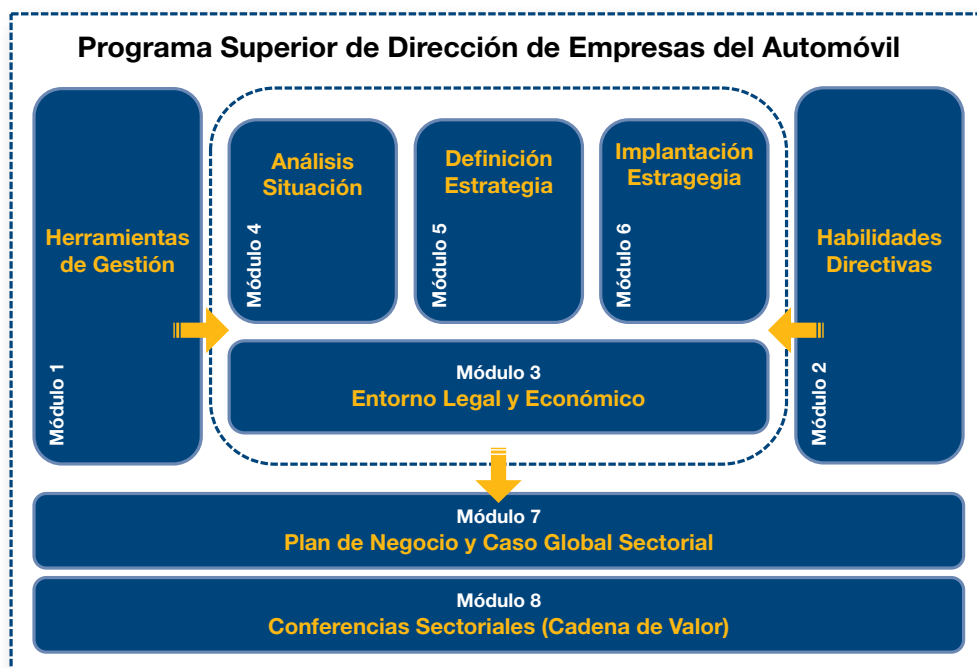 Programa Superior de Dirección de Empresas del Automóvil
Herramientas
de Gestión
Módulo 1
Análisis
Situación
Módulo 4
Definición
Estrategia
Módulo 5
Implantación
Estragegia
Módulo 6
Habilidades
Directivas
Módulo 2
Módulo 3
Entorno Legal y Económico
Módulo 7
Plan de Negocio y Caso Global Sectorial
Módulo 8
Conferencias Sectoriales (Cadena de Valor)